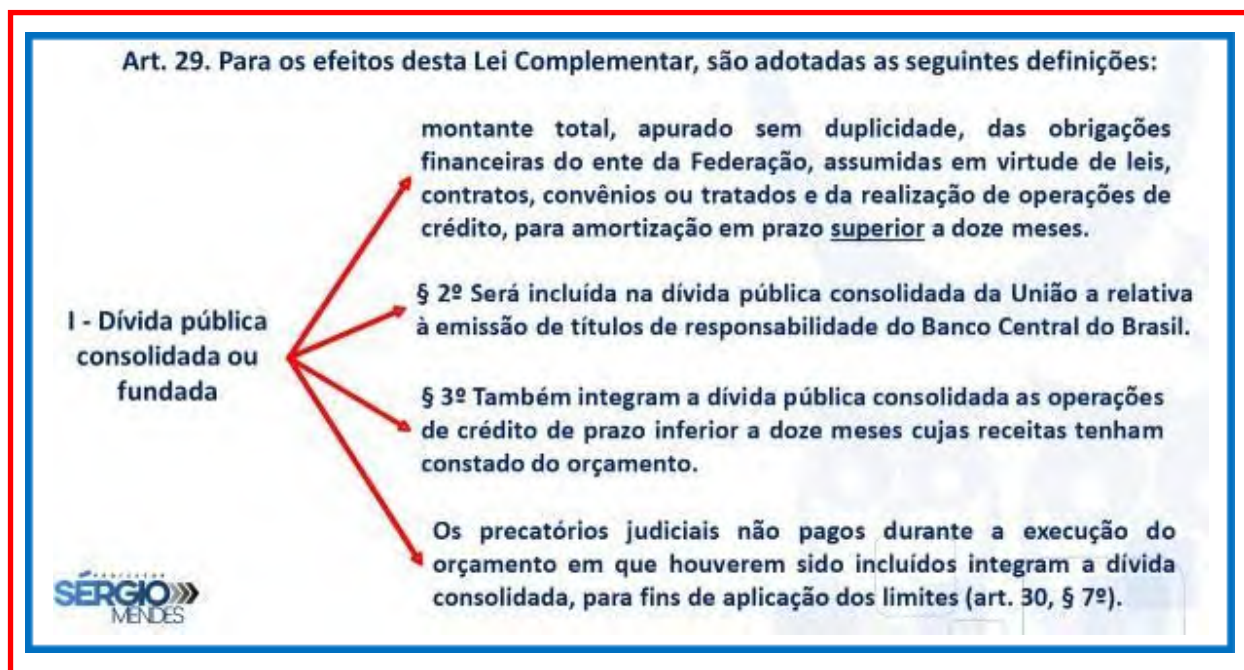 Art. 29. Para os efeitos desta Lei Complementar, são adotadas as seguintes definições:
I - Dívida pública
consolidada ou
fundada
montante total, apurado sem duplicidade, das obrigações
financeiras do ente da Federação, assumidas em virtude de leis,
contratos, convênios ou tratados e da realização de operações de
crédito, para amortização em prazo superior a doze meses.
§ 2º Será incluída na dívida pública consolidada da União a relativa
à emissão de títulos de responsabilidade do Banco Central do Brasil.
§ 3º Também integram a dívida pública consolidada as operações
de crédito de prazo inferior a doze meses cujas receitas tenham
constado do orçamento.
Os precatórios judiciais não pagos durante a execução do
orçamento em que houverem sido incluídos integram a dívida
consolidada, para fins de aplicação dos limites (art. 30, § 7º).
PROFESSOR
SÉRGIO
MENDES